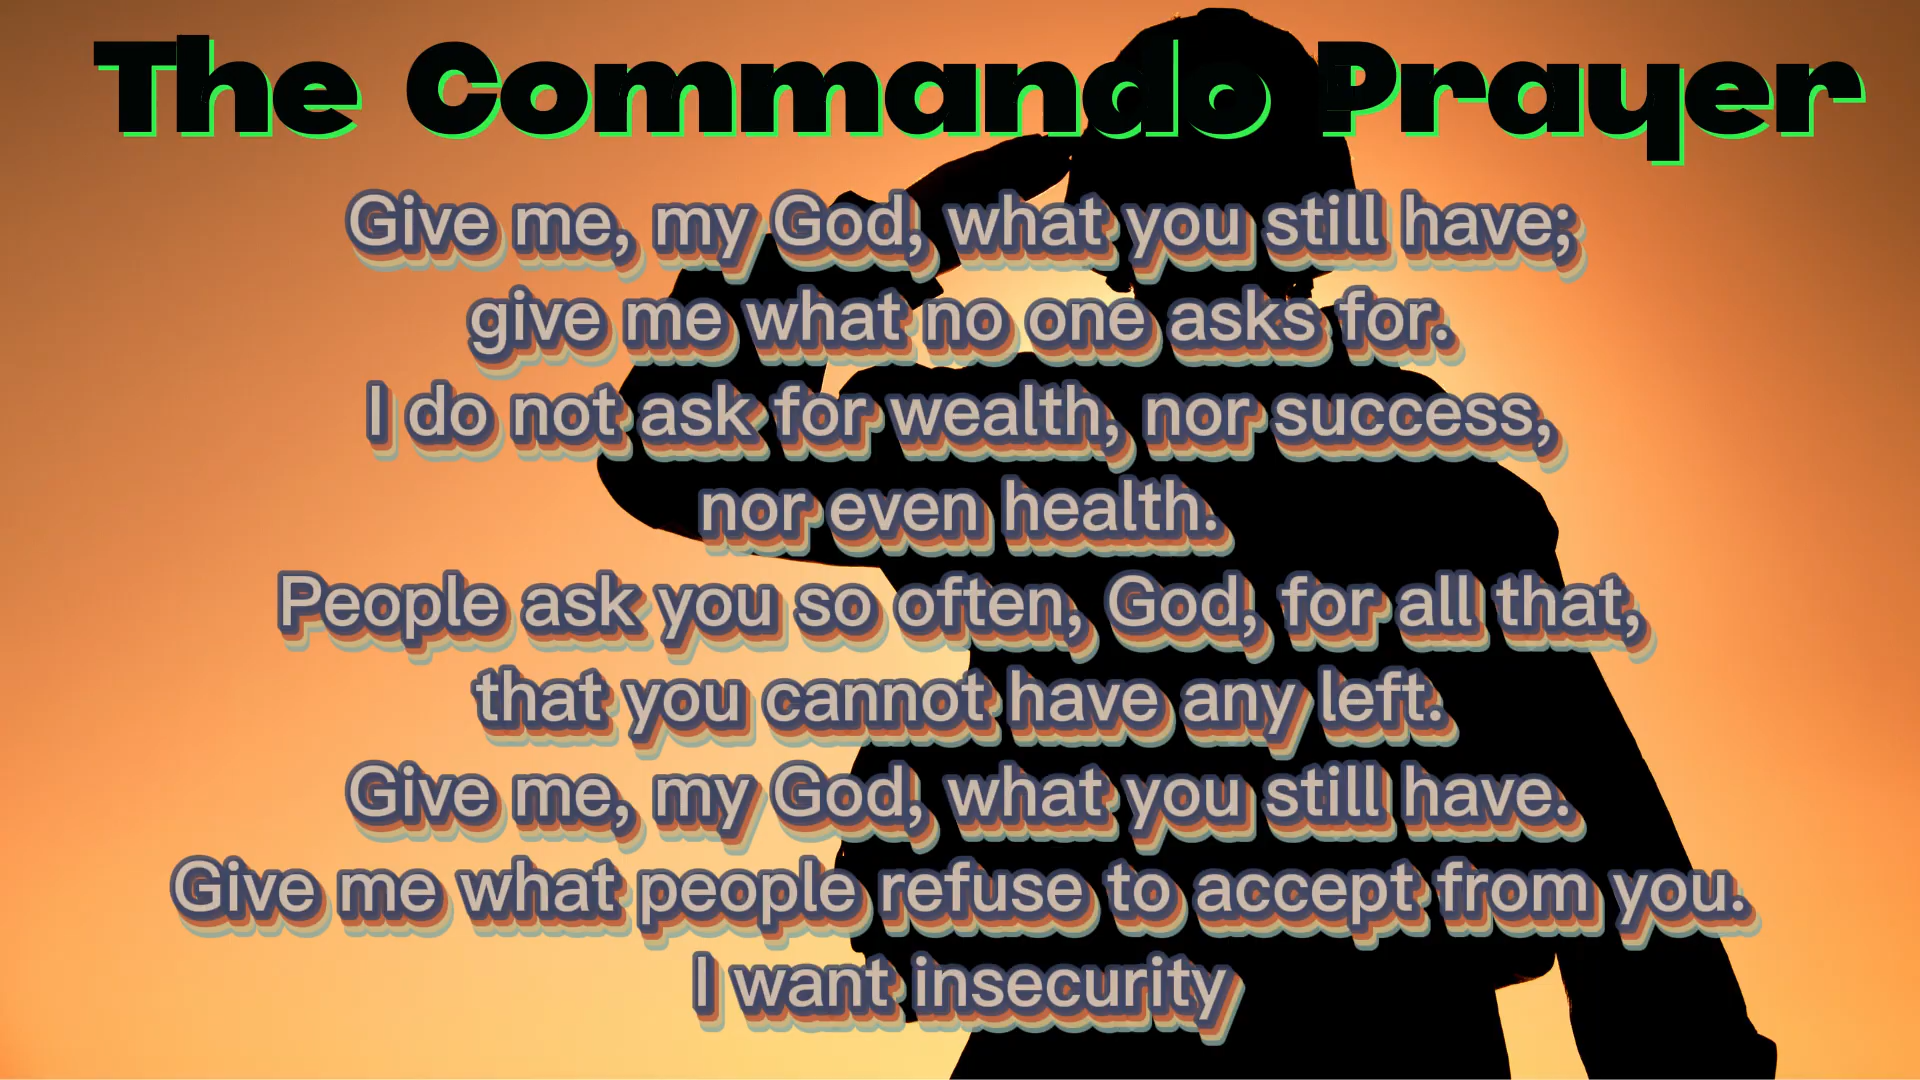 The Commando Prayer
Give me, my God, what you still have;
give me what no one asks for.
I do not ask for wealth, nor success,
nor even health.
People ask you so often, God, for all that,
that you cannot have any left.
Give me, my God, what you still have.
Give me what people refuse to accept from you.
I want insecurity